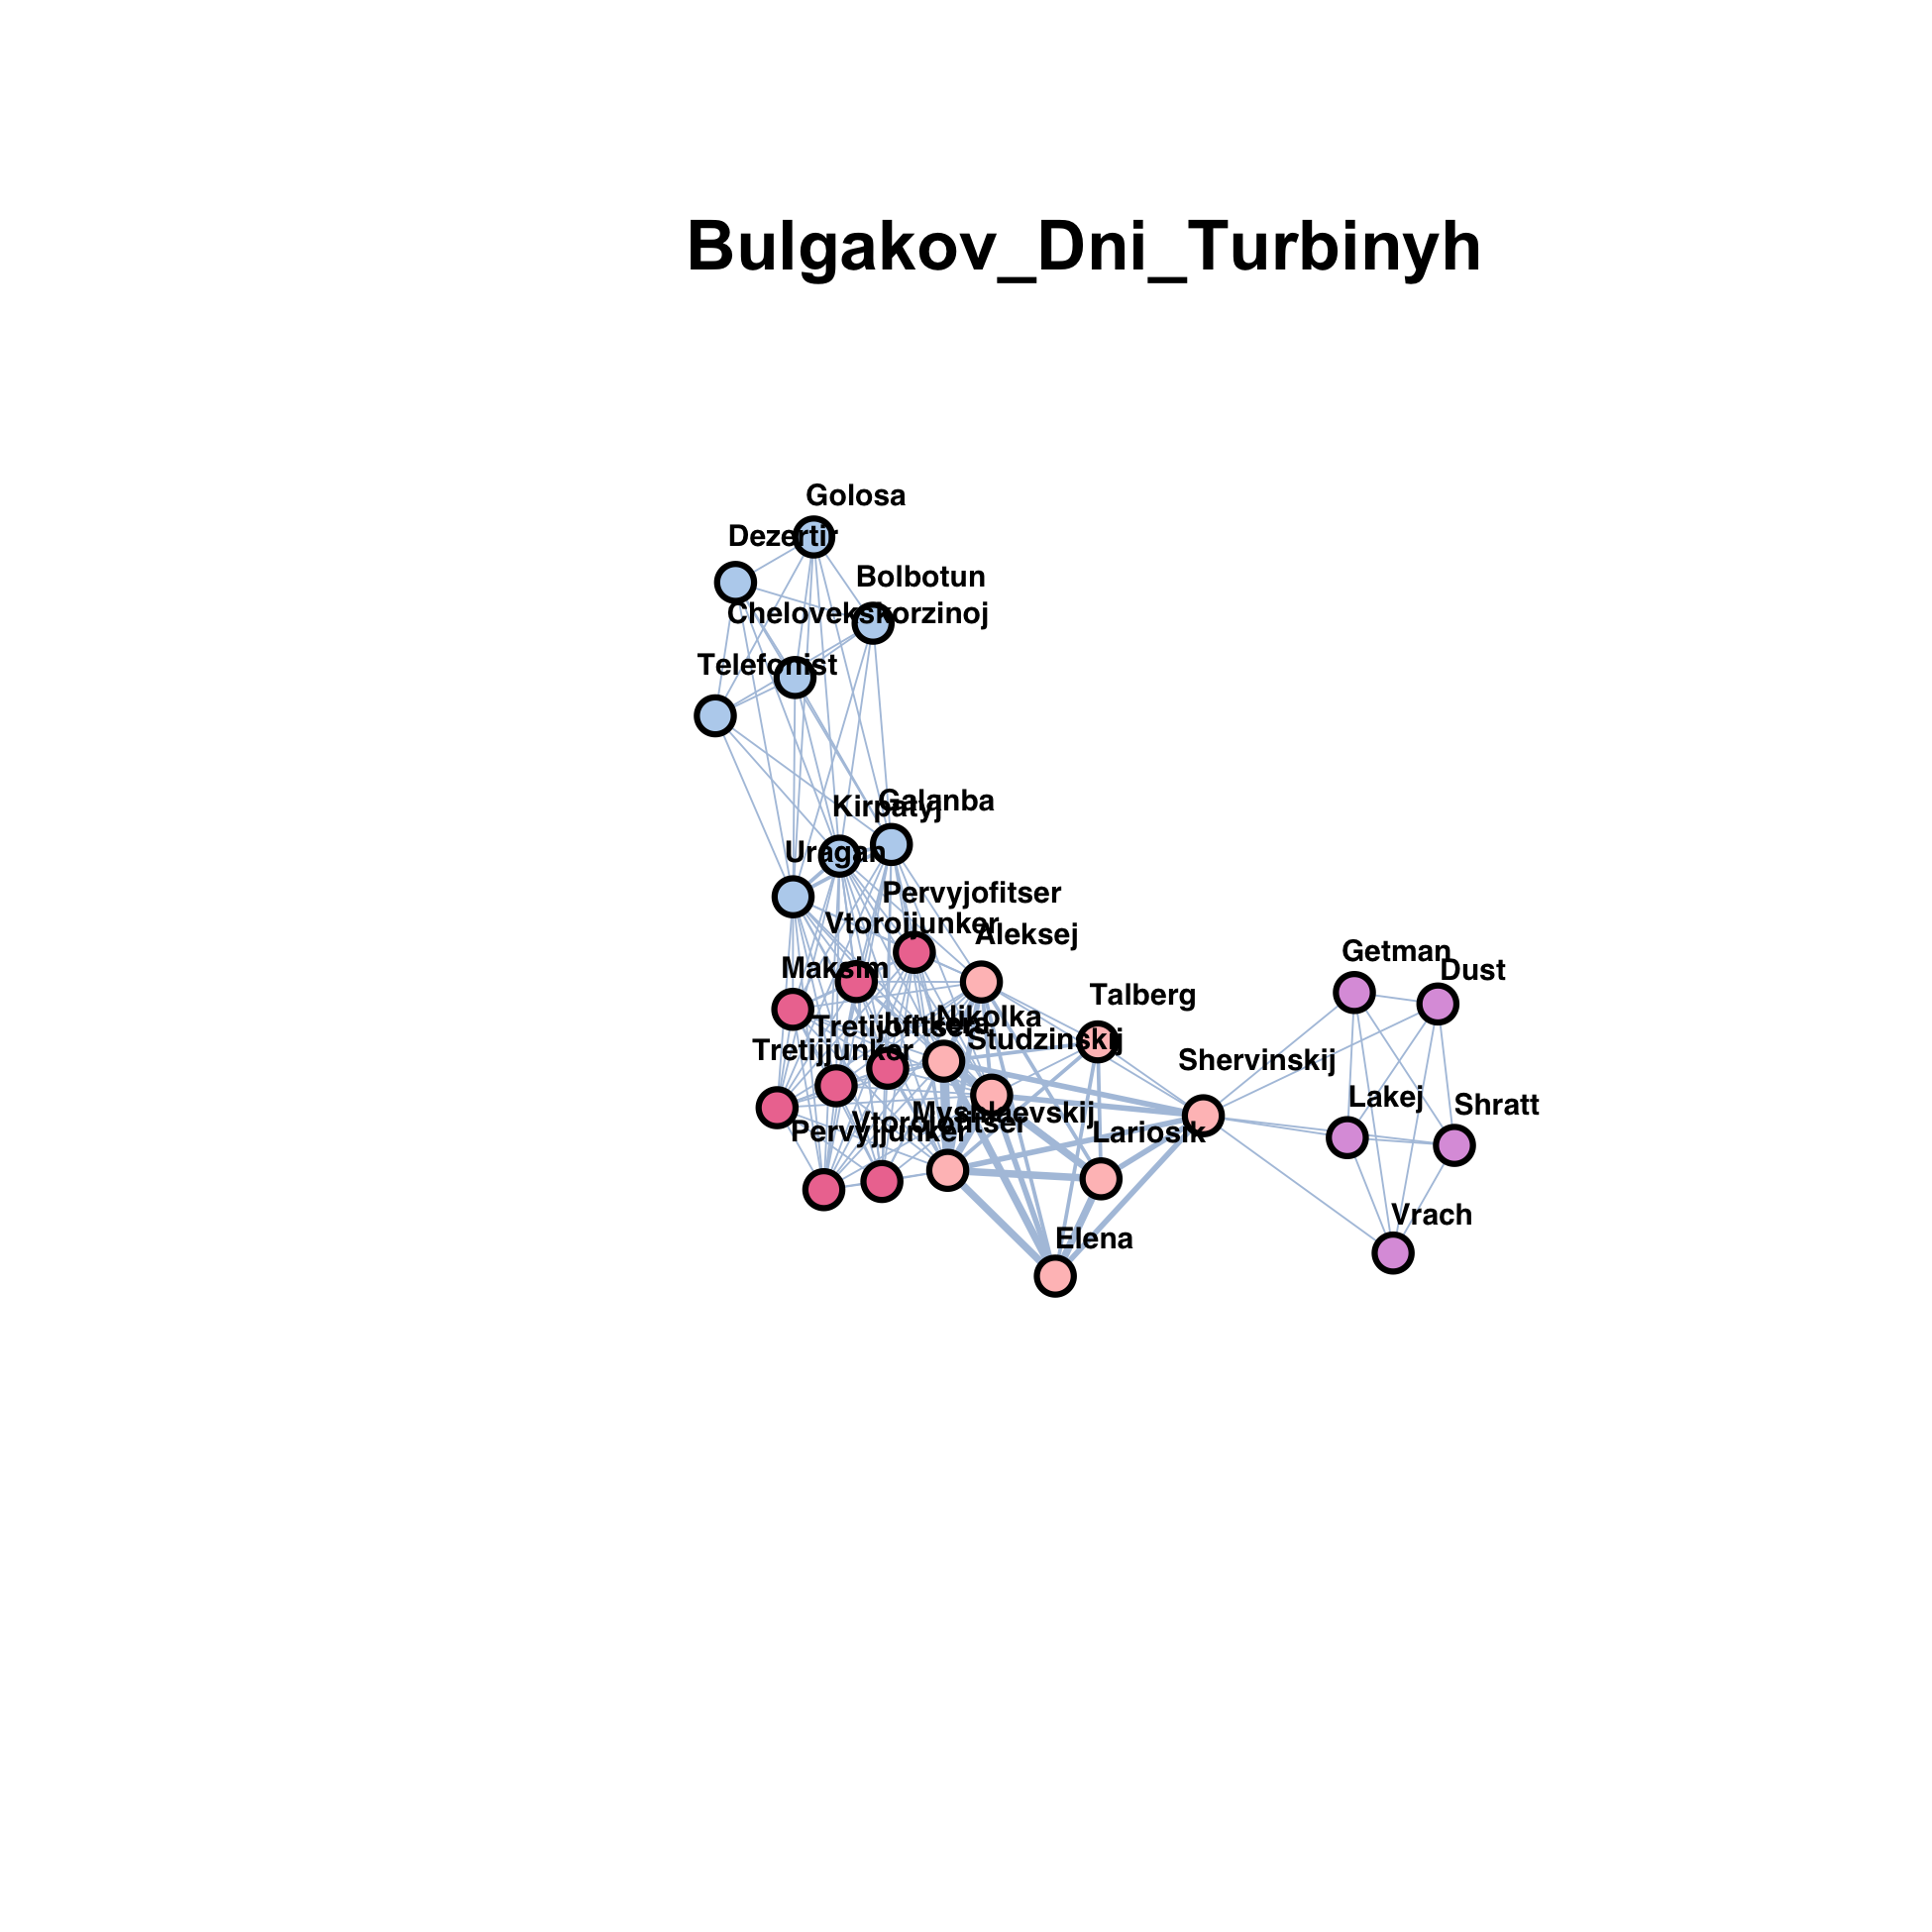 Bulgakov_Dni_Turbinyh
Golosa
Dezertir
Bolbotun
Chelovekskorzinoj
Telefonist
Galanba
Kirpatyj
Uragan
Pervyjofitser
Vtorojjunker
Aleksej
Getman
Maksim
Dust
Talberg
Nikolka
Tretijofitser
Studzinskij
Tretijjunker
Shervinskij
Lakej
Shratt
Myshlaevskij
Vtorojofitser
Pervyjjunker
Lariosik
Vrach
Elena